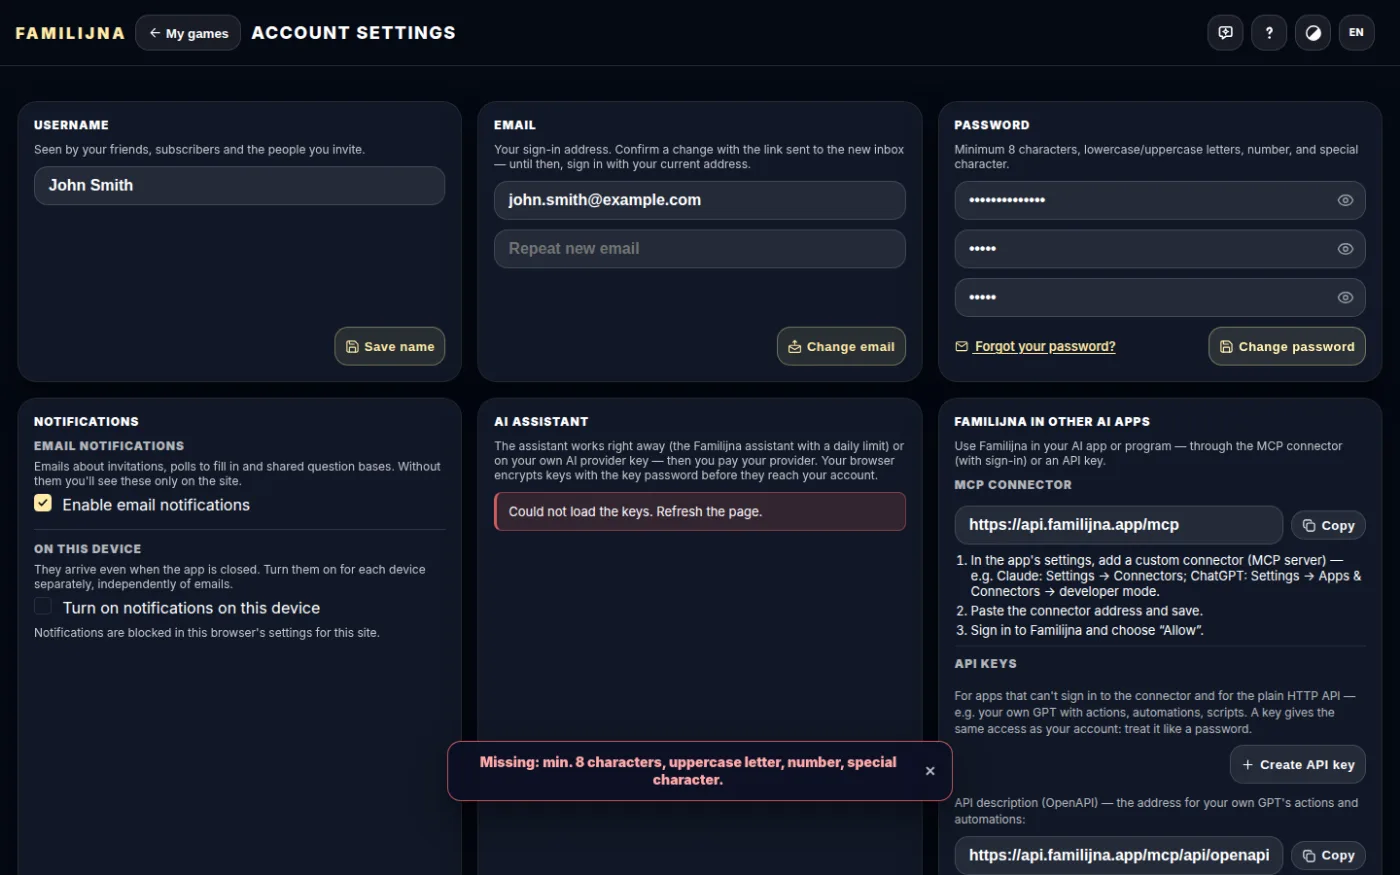 FAMILIJNA
← My games
ACCOUNT SETTINGS
?
EN
USERNAME
Seen by your friends, subscribers and the people you invite.
John Smith
Save name
EMAIL
Your sign-in address. Confirm a change with the link sent to the new inbox
— until then, sign in with your current address.
john.smith@example.com
Repeat new email
Change email
PASSWORD
Minimum 8 characters, lowercase/uppercase letters, number, and special
character.
••••••••••••••
•••••
•••••
Forgot your password?
Change password
NOTIFICATIONS
EMAIL NOTIFICATIONS
Emails about invitations, polls to fill in and shared question bases. Without
them you'll see these only on the site.
Enable email notifications
ON THIS DEVICE
They arrive even when the app is closed. Turn them on for each device
separately, independently of emails.
Turn on notifications on this device
Notifications are blocked in this browser's settings for this site.
AI ASSISTANT
The assistant works right away (the Familijna assistant with a daily limit) or
on your own AI provider key — then you pay your provider. Your browser
encrypts keys with the key password before they reach your account.
Could not load the keys. Refresh the page.
FAMILIJNA IN OTHER AI APPS
Use Familijna in your AI app or program — through the MCP connector
(with sign-in) or an API key.
MCP CONNECTOR
https://api.familijna.app/mcp
Copy
1. In the app's settings, add a custom connector (MCP server) —
e.g. Claude: Settings → Connectors; ChatGPT: Settings → Apps &
Connectors → developer mode.
2. Paste the connector address and save.
3. Sign in to Familijna and choose “Allow”.
API KEYS
For apps that can't sign in to the connector and for the plain HTTP API —
e.g. your own GPT with actions, automations, scripts. A key gives the
same access as your account: treat it like a password.
+ Create API key
API description (OpenAPI) — the address for your own GPT's actions and
automations:
https://api.familijna.app/mcp/api/openapi
Copy
Missing: min. 8 characters, uppercase letter, number, special
character.
×